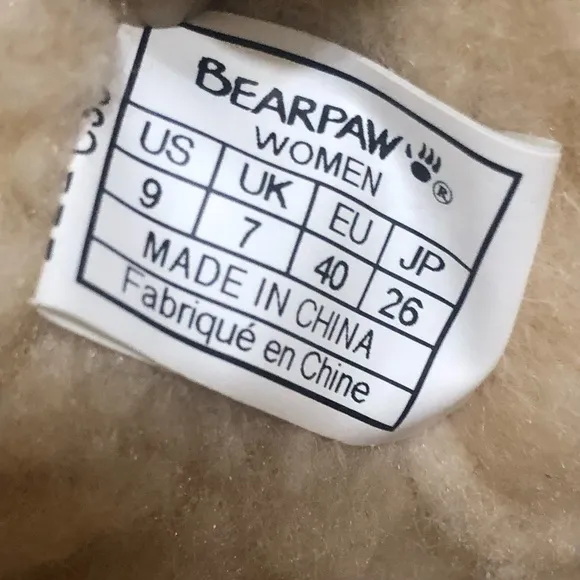 BEARPAW ®
WOMEN
US UK EU JP
9 7 40 26
MADE IN CHINA
Fabriqué en Chine